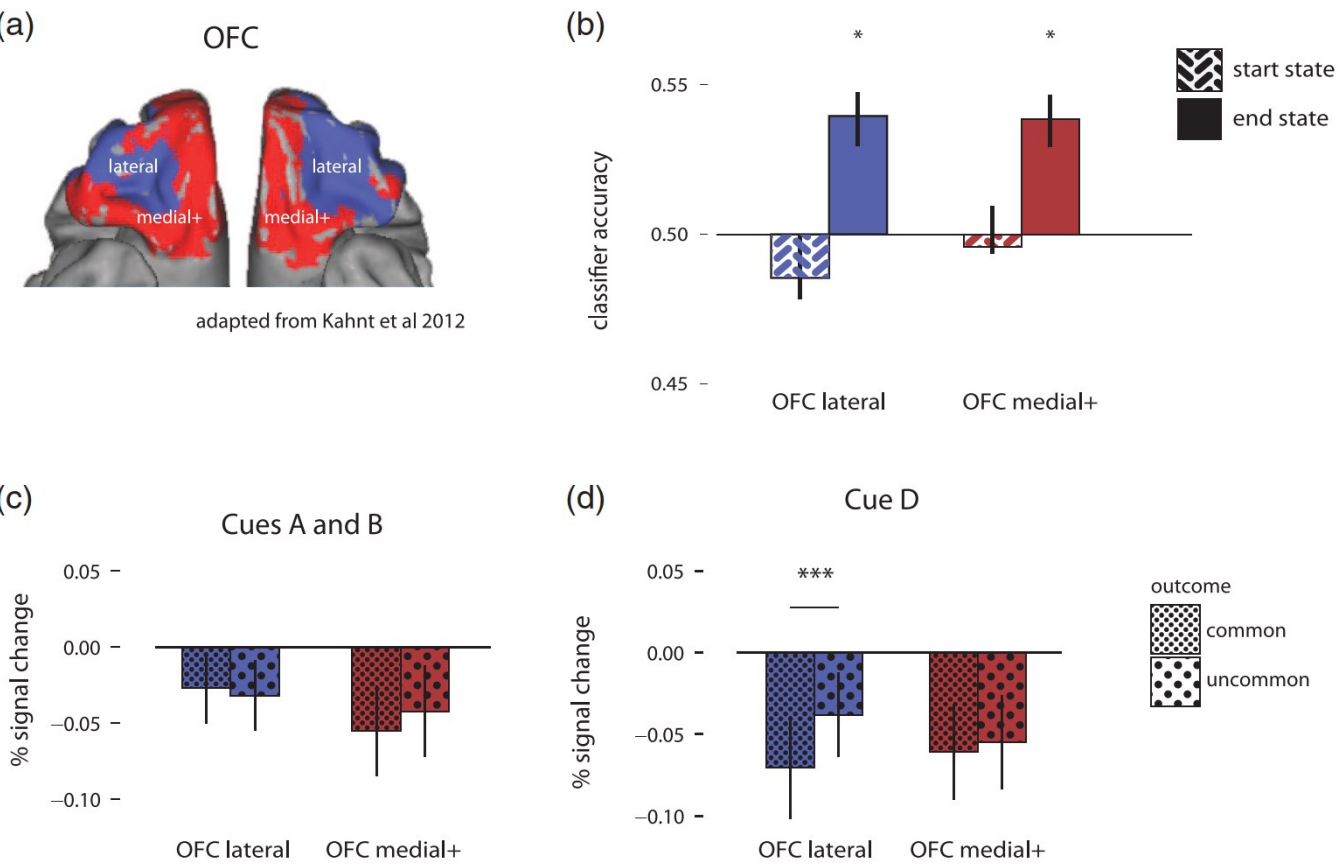 (a)
OFC
lateral
lateral
medial+
medial+
adapted from Kahnt et al 2012
(b)
*
*
start state
end state
classifier accuracy
0.55
0.50
0.45
OFC lateral
OFC medial+
(c)
Cues A and B
% signal change
0.05
0.00
−0.05
−0.10
OFC lateral
OFC medial+
(d)
Cue D
% signal change
0.05
0.00
−0.05
−0.10
***
OFC lateral
OFC medial+
outcome
common
uncommon